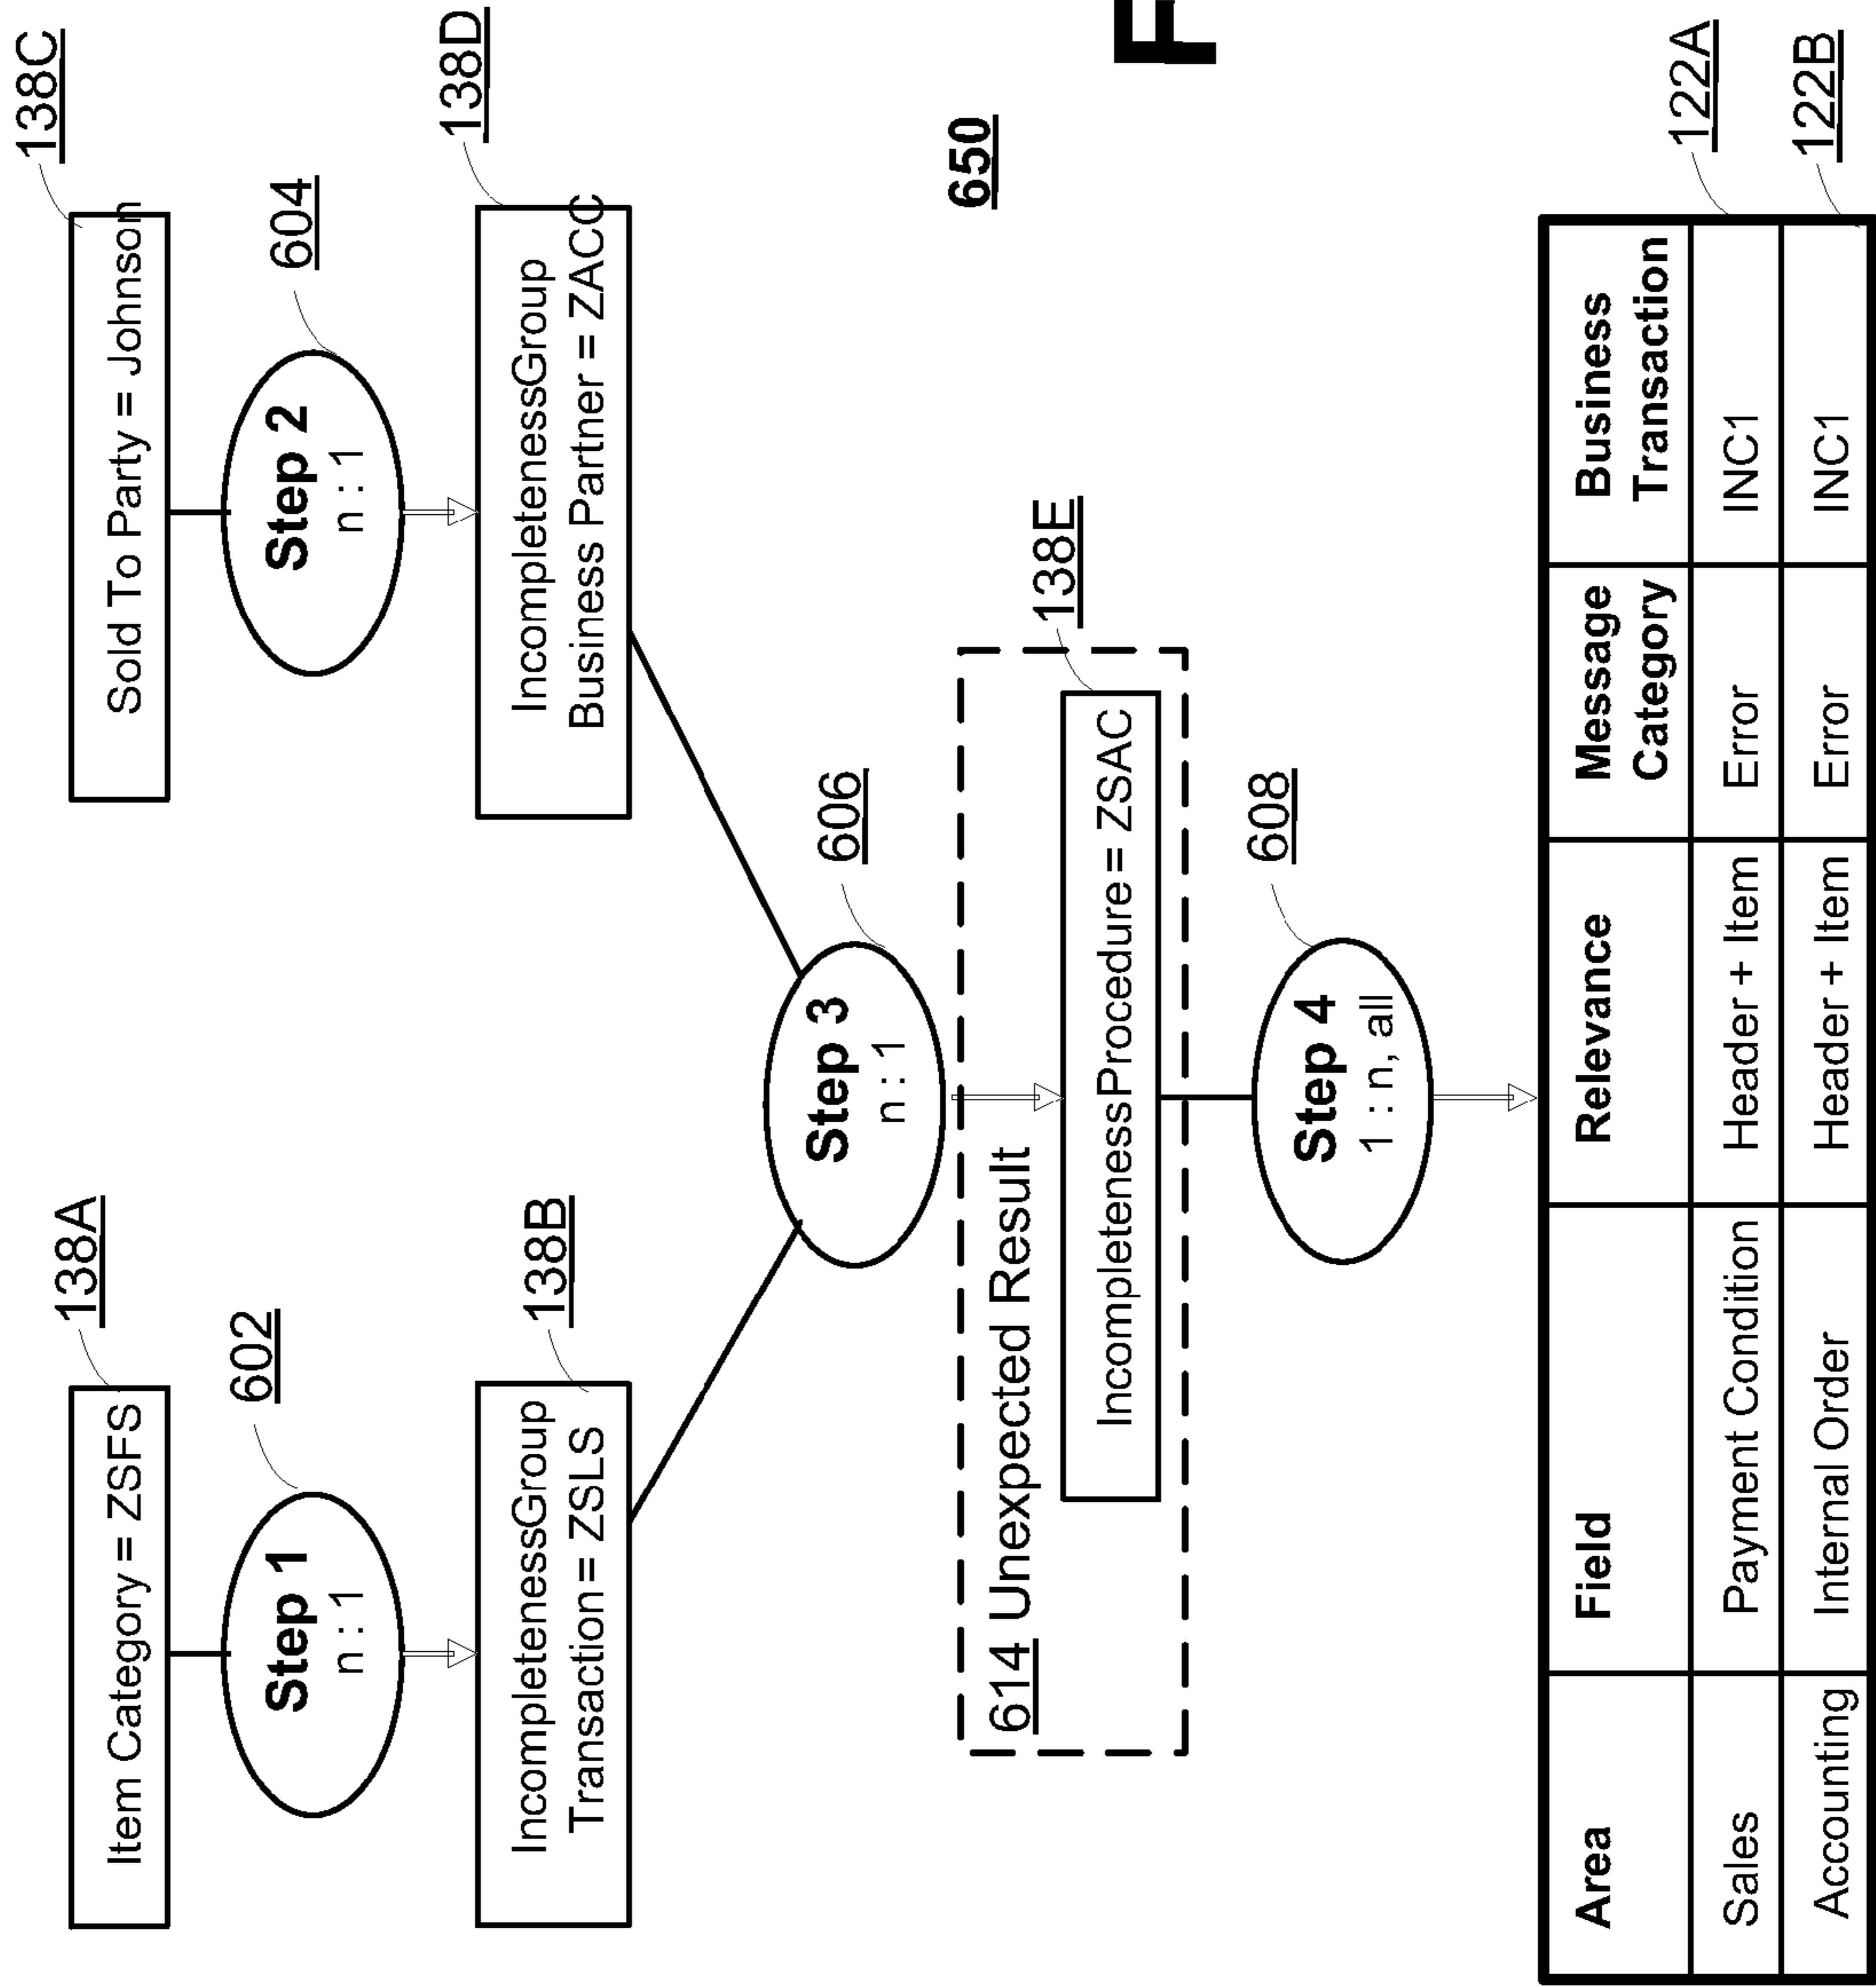 138A
138C
Item Category = ZSFS
Sold To Party = Johnson
602
604
Step 1
n : 1
Step 2
n : 1
138B
138D
IncompletenessGroup
Transaction = ZSLS
IncompletenessGroup
Business Partner = ZACC
606
Step 3
n : 1
650
614 Unexpected Result
138E
IncompletenessProcedure = ZSAC
608
Step 4
1 : n, all
F
Area Field Relevance Message Category Business Transaction
Sales Payment Condition Header + Item Error INC1
122A
Accounting Internal Order Header + Item Error INC1
122B